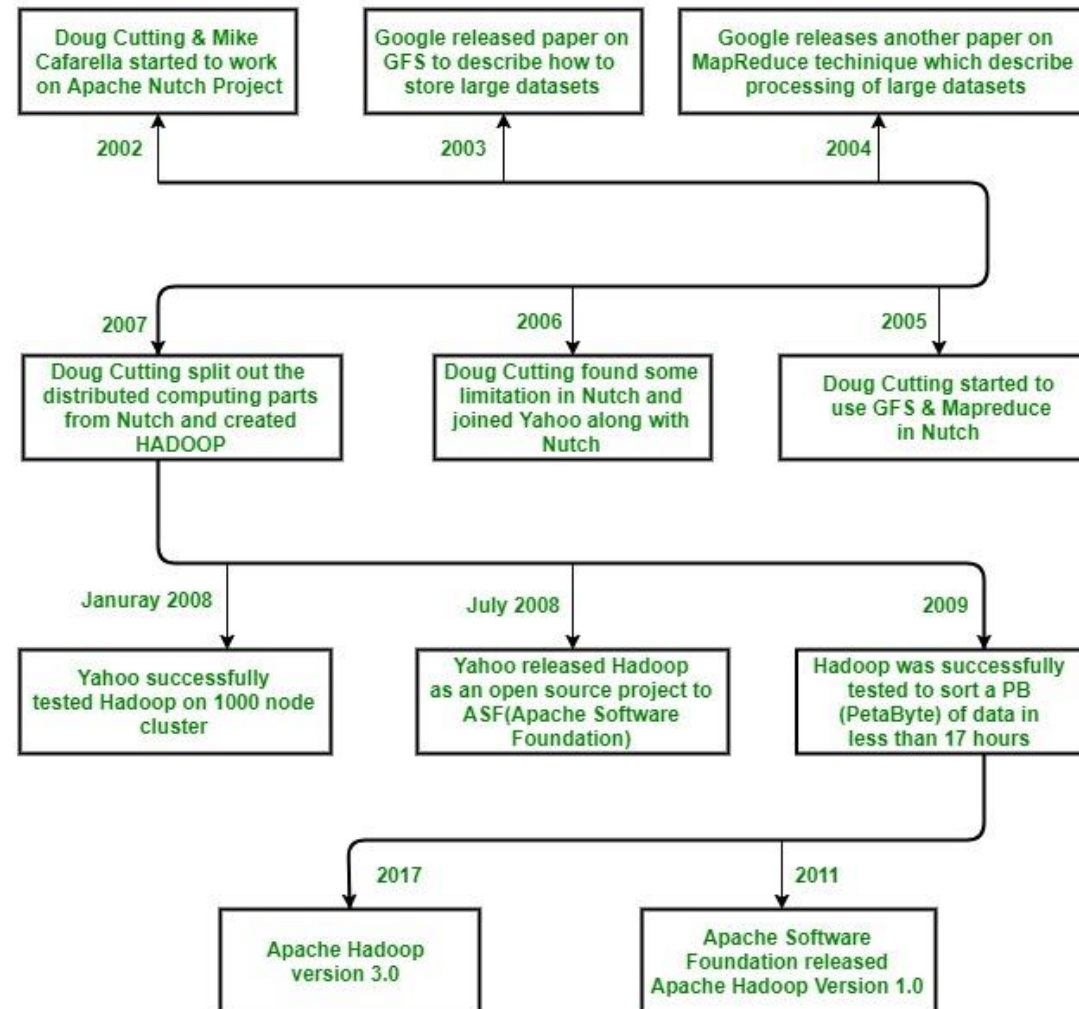 Doug Cutting & Mike
Cafarella started to work
on Apache Nutch Project
Google released paper on
GFS to describe how to
store large datasets
Google releases another paper on
MapReduce techinique which describe
processing of large datasets
2002
2003
2004
2007
2006
2005
Doug Cutting split out the
distributed computing parts
from Nutch and created
HADOOP
Doug Cutting found some
limitation in Nutch and
joined Yahoo along with
Nutch
Doug Cutting started to
use GFS & Mapreduce
in Nutch
Januray 2008
July 2008
2009
Yahoo successfully
tested Hadoop on 1000 node
cluster
Yahoo released Hadoop
as an open source project to
ASF(Apache Software
Foundation)
Hadoop was successfully
tested to sort a PB
(PetaByte) of data in
less than 17 hours
2017
2011
Apache Hadoop
version 3.0
Apache Software
Foundation released
Apache Hadoop Version 1.0